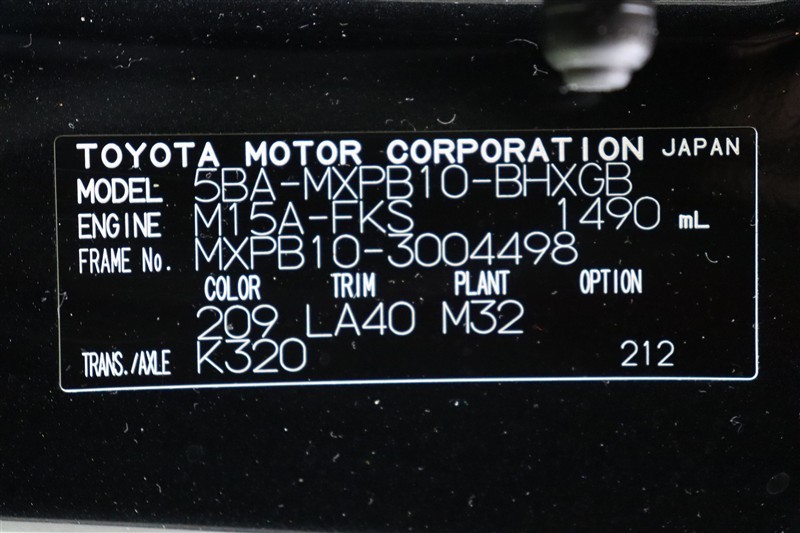 TOYOTA MOTOR CORPORATION JAPAN
MODEL 5BA-MXPB10-BHXGB
ENGINE M15A-FKS 1490 mL
FRAME No. MXPB10-3004498
COLOR TRIM PLANT OPTION
209 LA40 M32
TRANS./AXLE K320 212